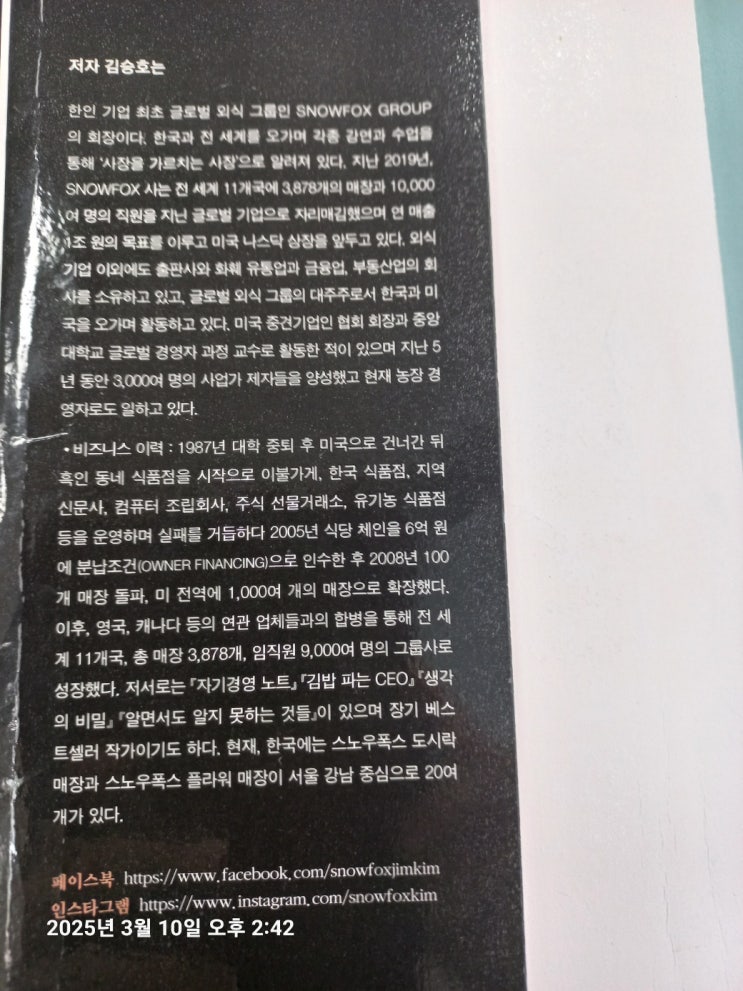 저자 김승호는
한인 기업 최초 글로벌 외식 그룹인 SNOWFOX GROUP
의 회장이다. 한국과 전 세계를 오가며 각종 강연과 수업을
통해 '사장을 가르치는 사장'으로 알려져 있다. 지난 2019년,
SNOWFOX 사는 전 세계 11개국에 3,878개의 매장과 10,000
여 명의 직원을 지닌 글로벌 기업으로 자리매김했으며 연 매출
1조 원의 목표를 이루고 미국 나스닥 상장을 앞두고 있다. 외식
기업 이외에도 출판사와 화훼 유통업과 금융업, 부동산업의 회
사를 소유하고 있고, 글로벌 외식 그룹의 대주주로서 한국과 미
국을 오가며 활동하고 있다. 미국 중견기업인 협회 회장과 중앙
대학교 글로벌 경영자 과정 교수로 활동한 적이 있으며 지난 5
년 동안 3,000여 명의 사업가 제자들을 양성했고 현재 농장 경
영자로도 일하고 있다.
• 비즈니스 이력 : 1987년 대학 중퇴 후 미국으로 건너간 뒤
흑인 동네 식품점을 시작으로 이불가게, 한국 식품점, 지역
신문사, 컴퓨터 조립회사, 주식 선물거래소, 유기농 식품점
등을 운영하며 실패를 거듭하다 2005년 식당 체인을 6억 원
에 분납조건(OWNER FINANCING)으로 인수한 후 2008년 100
개 매장 돌파, 미 전역에 1,000여 개의 매장으로 확장했다.
이후, 영국, 캐나다 등의 연관 업체들과의 합병을 통해 전 세
계 11개국, 총 매장 3,878개, 임직원 9,000여 명의 그룹사로
성장했다. 저서로는 『자기경영 노트』 『김밥 파는 CEO』 『생각
의 비밀』 『알면서도 알지 못하는 것들』이 있으며 장기 베스
트셀러 작가이기도 하다. 현재, 한국에는 스노우폭스 도시락
매장과 스노우폭스 플라워 매장이 서울 강남 중심으로 20여
개가 있다.
페이스북 https://www.facebook.com/snowfoxjimkim
인스타그램 https://www.instagram.com/snowfoxkim
2025년 3월 10일 오후 2:42